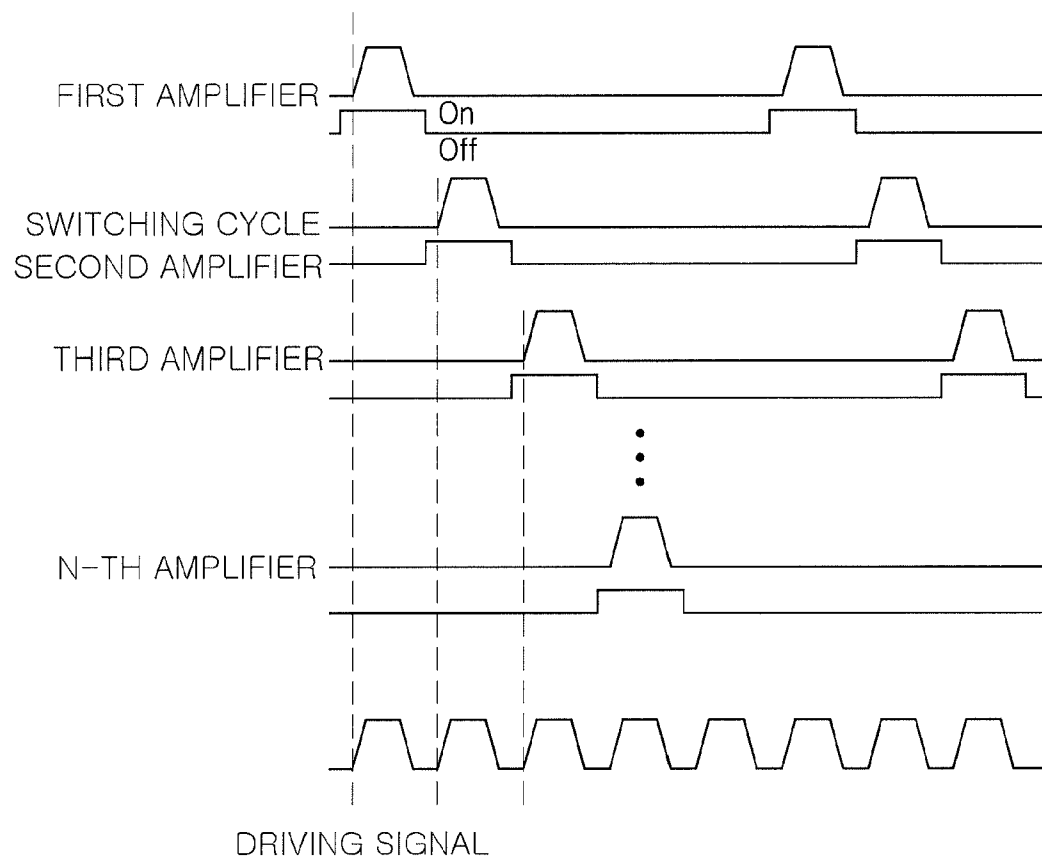 FIRST AMPLIFIER
On
Off
SWITCHING CYCLE
SECOND AMPLIFIER
THIRD AMPLIFIER
N-TH AMPLIFIER
DRIVING SIGNAL